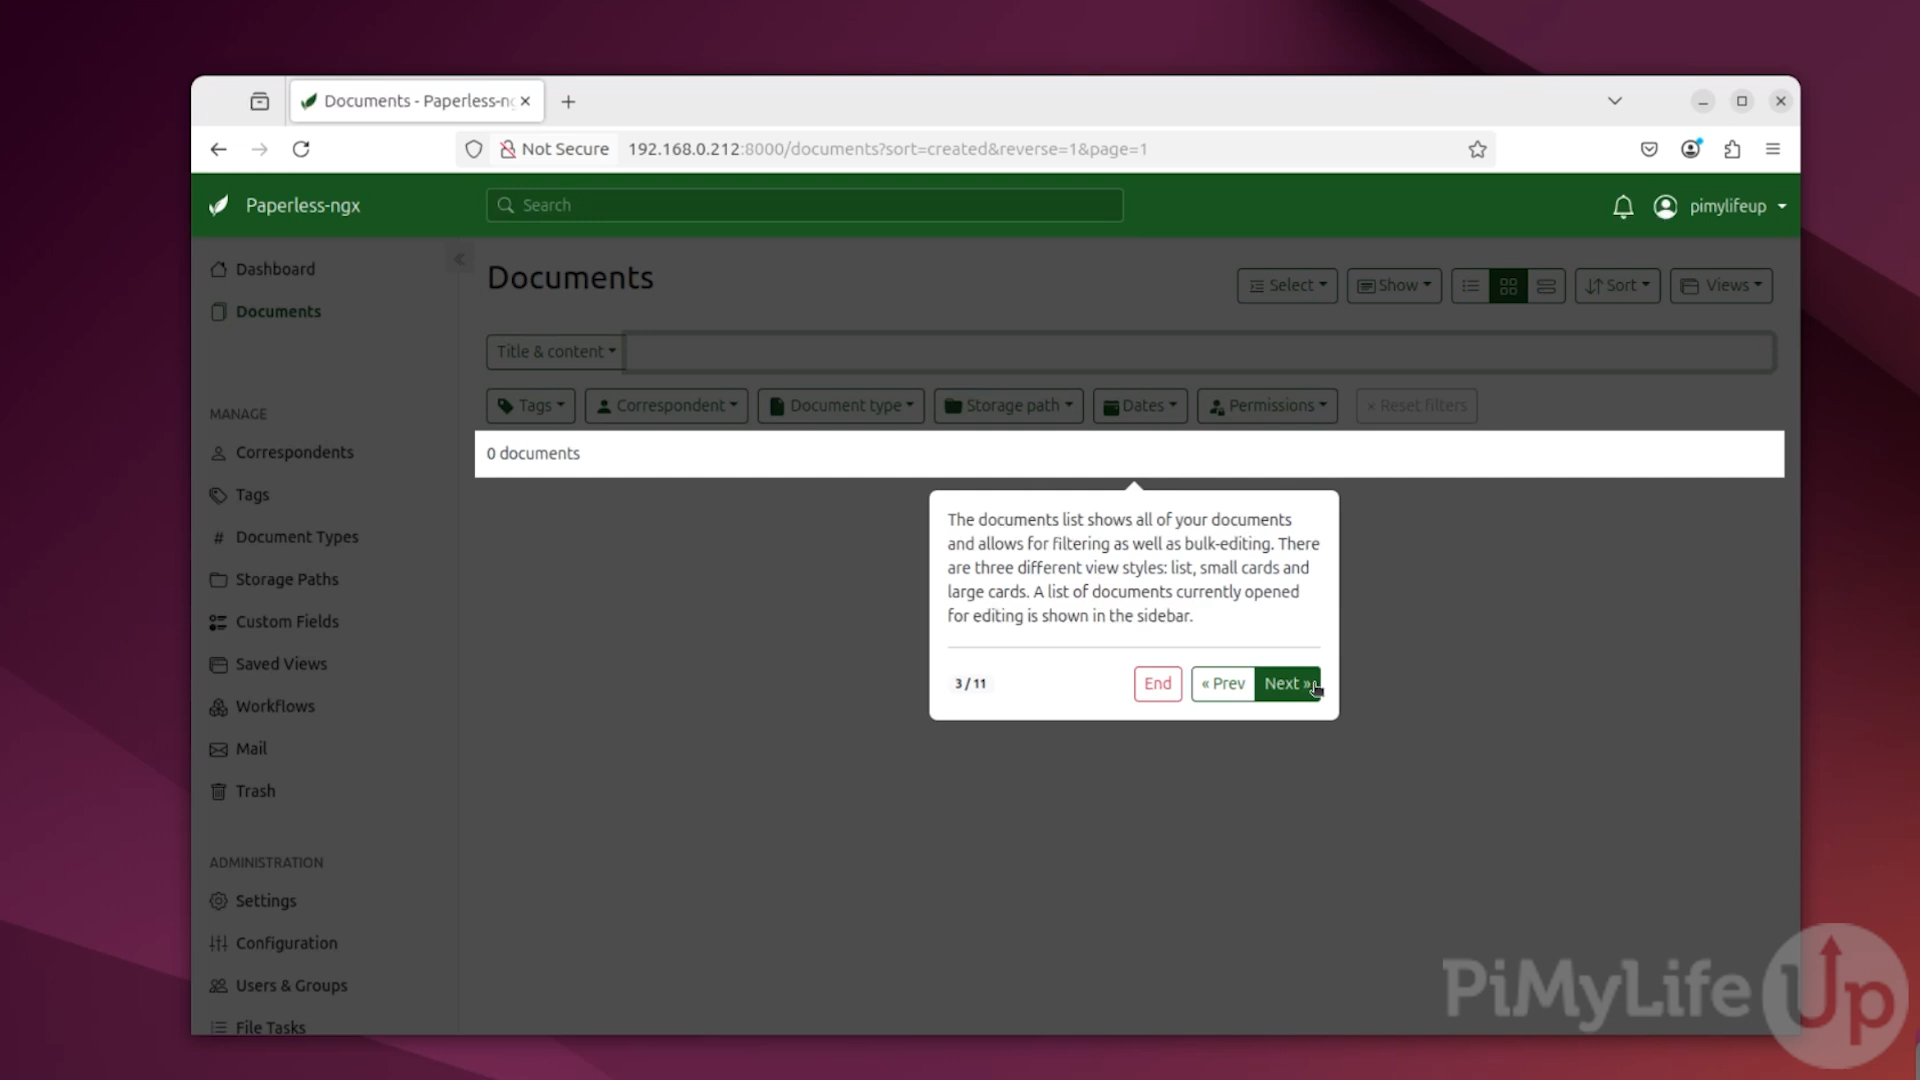 Documents - Paperless-ng
Not Secure 192.168.0.212:8000/documents?sort=created&reverse=1&page=1
Paperless-ngx Search pimylifeup
Dashboard
Documents
MANAGE
Correspondents
Tags
Document Types
Storage Paths
Custom Fields
Saved Views
Workflows
Mail
Trash
ADMINISTRATION
Settings
Configuration
Users & Groups
File Tasks
Documents Select Show Sort Views
Title & content
Tags Correspondent Document type Storage path Dates Permissions × Reset filters
0 documents
The documents list shows all of your documents
and allows for filtering as well as bulk-editing. There
are three different view styles: list, small cards and
large cards. A list of documents currently opened
for editing is shown in the sidebar.
3 / 11 End « Prev Next »
PiMyLifeUp